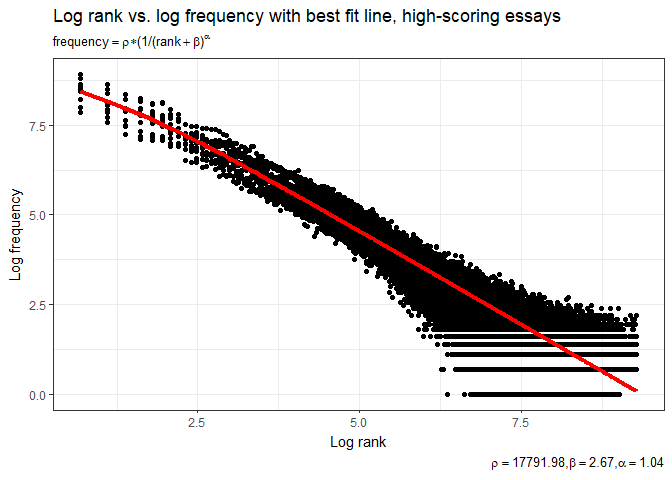 Log rank vs. log frequency with best fit line, high-scoring essays
frequency = ρ∗(1/(rank + β)^α
7.5
5.0
2.5
0.0
Log frequency
2.5 5.0 7.5
Log rank
ρ = 17791.98,β = 2.67,α = 1.04